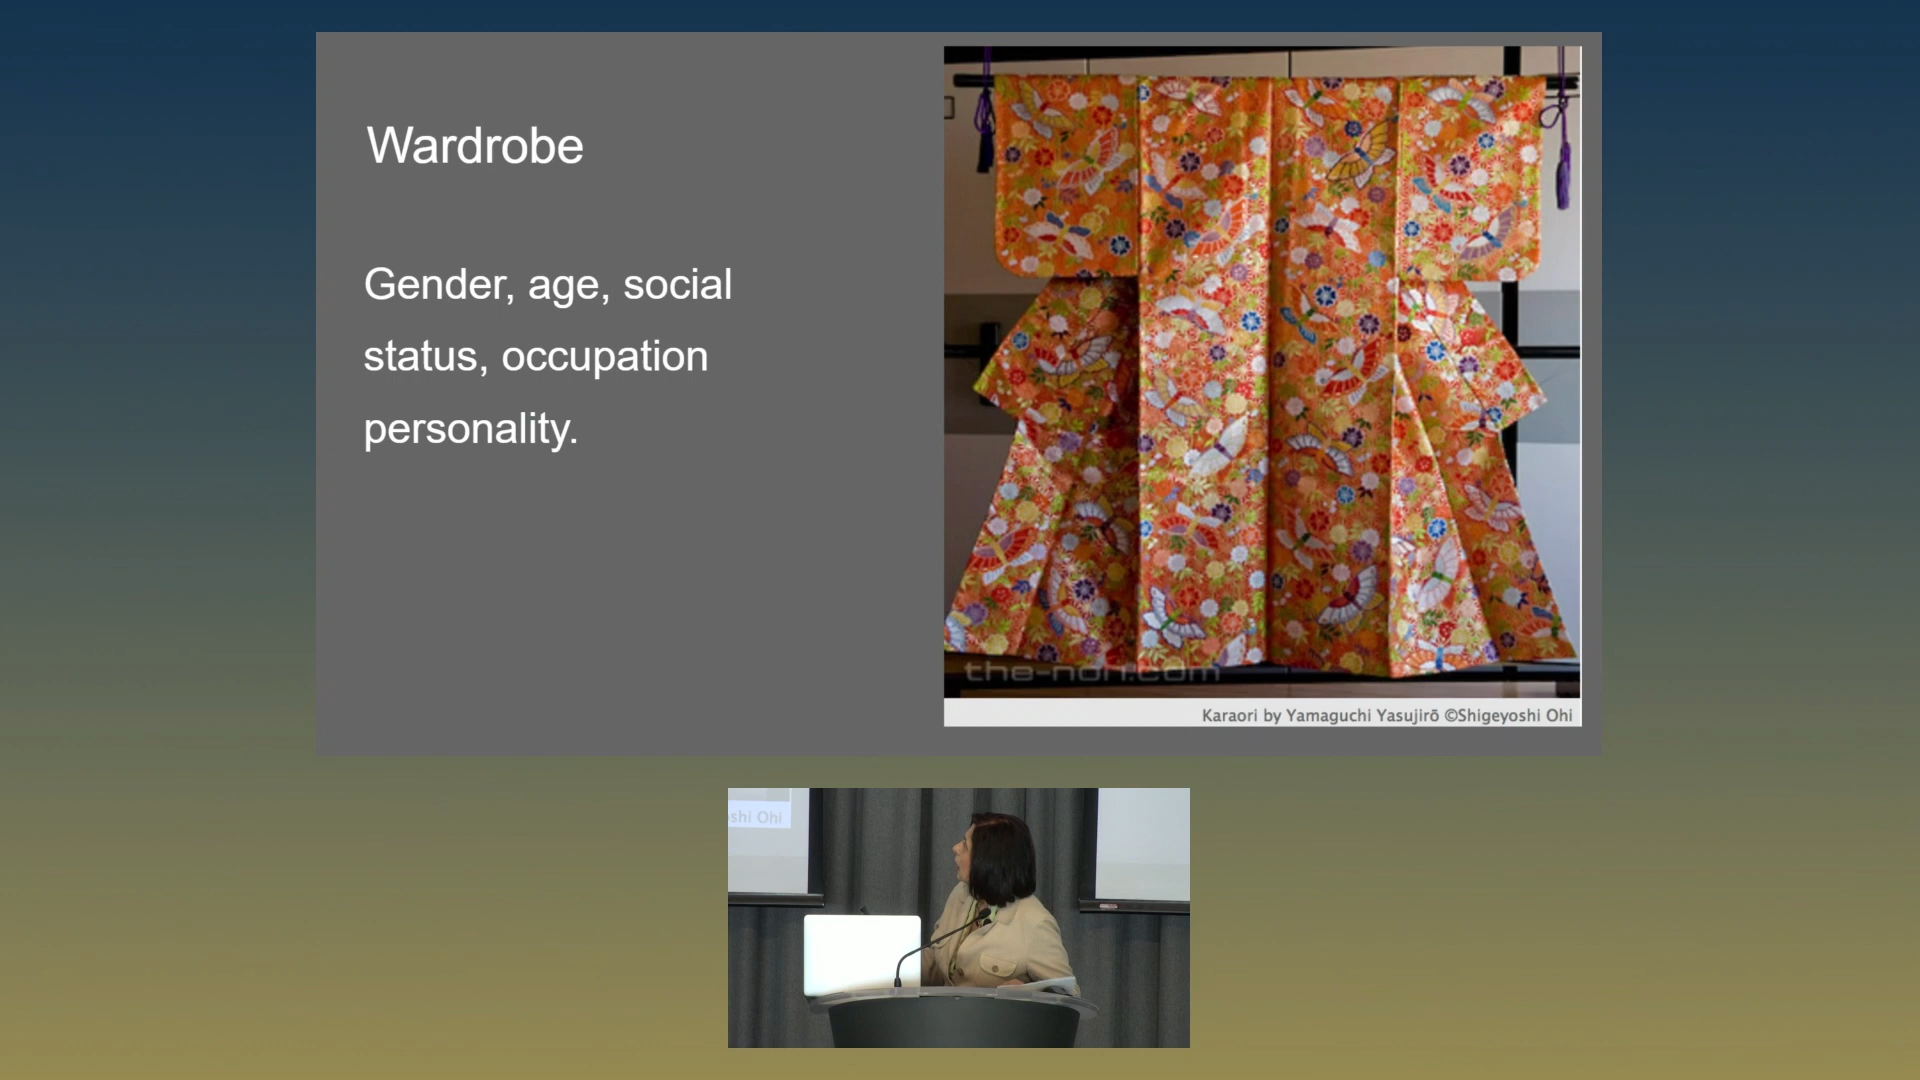 Wardrobe
Gender, age, social
status, occupation
personality.
the-noh.com
Karaori by Yamaguchi Yasujirō ©Shigeyoshi Ohi
shi Ohi